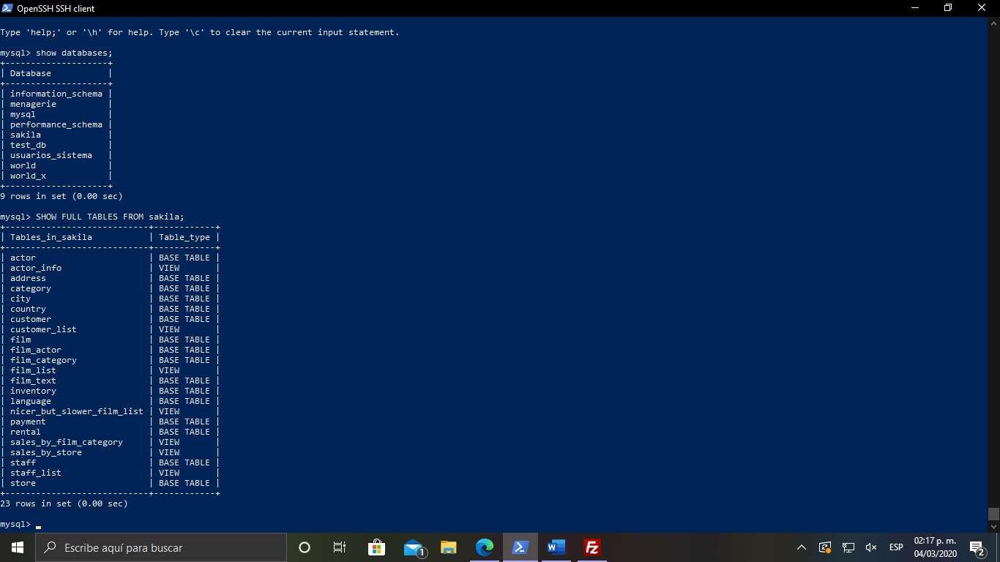 OpenSSH SSH client
Type 'help;' or '\h' for help. Type '\c' to clear the current input statement.
mysql> show databases;
+--------------------+
| Database           |
+--------------------+
| information_schema |
| menagerie          |
| mysql              |
| performance_schema |
| sakila             |
| test_db            |
| usuarios_sistema   |
| world              |
| world_x            |
+--------------------+
9 rows in set (0.00 sec)
mysql> SHOW FULL TABLES FROM sakila;
+----------------------------+------------+
| Tables_in_sakila           | Table_type |
+----------------------------+------------+
| actor                      | BASE TABLE |
| actor_info                 | VIEW       |
| address                    | BASE TABLE |
| category                   | BASE TABLE |
| city                       | BASE TABLE |
| country                    | BASE TABLE |
| customer                   | BASE TABLE |
| customer_list              | VIEW       |
| film                       | BASE TABLE |
| film_actor                 | BASE TABLE |
| film_category              | BASE TABLE |
| film_list                  | VIEW       |
| film_text                  | BASE TABLE |
| inventory                  | BASE TABLE |
| language                   | BASE TABLE |
| nicer_but_slower_film_list | VIEW       |
| payment                    | BASE TABLE |
| rental                     | BASE TABLE |
| sales_by_film_category     | VIEW       |
| sales_by_store             | VIEW       |
| staff                      | BASE TABLE |
| staff_list                 | VIEW       |
| store                      | BASE TABLE |
+----------------------------+------------+
23 rows in set (0.00 sec)
mysql> _
Escribe aquí para buscar
1
W
Fz
ESP
02:17 p. m.
04/03/2020
2